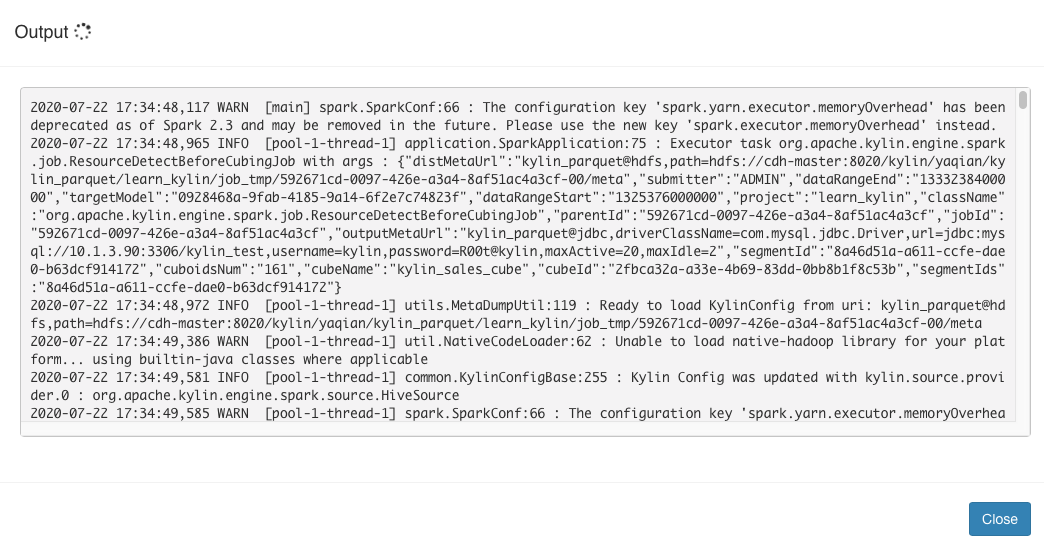 Output
2020-07-22 17:34:48,117 WARN  [main] spark.SparkConf:66 : The configuration key 'spark.yarn.executor.memoryOverhead' has been
deprecated as of Spark 2.3 and may be removed in the future. Please use the new key 'spark.executor.memoryOverhead' instead.
2020-07-22 17:34:48,965 INFO  [pool-1-thread-1] application.SparkApplication:75 : Executor task org.apache.kylin.engine.spark
.job.ResourceDetectBeforeCubingJob with args : {"distMetaUrl":"kylin_parquet@hdfs,path=hdfs://cdh-master:8020/kylin/yaqian/ky
lin_parquet/learn_kylin/job_tmp/592671cd-0097-426e-a3a4-8af51ac4a3cf-00/meta","submitter":"ADMIN","dataRangeEnd":"13332384000
00","targetModel":"0928468a-9fab-4185-9a14-6f2e7c74823f","dataRangeStart":"1325376000000","project":"learn_kylin","className"
:"org.apache.kylin.engine.spark.job.ResourceDetectBeforeCubingJob","parentId":"592671cd-0097-426e-a3a4-8af51ac4a3cf","jobId":
"592671cd-0097-426e-a3a4-8af51ac4a3cf","outputMetaUrl":"kylin_parquet@jdbc,driverClassName=com.mysql.jdbc.Driver,url=jdbc:mys
ql://10.1.3.90:3306/kylin_test,username=kylin,password=R00t@kylin,maxActive=20,maxIdle=2","segmentId":"8a46d51a-a611-ccfe-dae
0-b63dcf914172","cuboidsNum":"161","cubeName":"kylin_sales_cube","cubeId":"2fbca32a-a33e-4b69-83dd-0bb8b1f8c53b","segmentIds"
:"8a46d51a-a611-ccfe-dae0-b63dcf914172"}
2020-07-22 17:34:48,972 INFO  [pool-1-thread-1] utils.MetaDumpUtil:119 : Ready to load KylinConfig from uri: kylin_parquet@hd
fs,path=hdfs://cdh-master:8020/kylin/yaqian/kylin_parquet/learn_kylin/job_tmp/592671cd-0097-426e-a3a4-8af51ac4a3cf-00/meta
2020-07-22 17:34:49,386 WARN  [pool-1-thread-1] util.NativeCodeLoader:62 : Unable to load native-hadoop library for your plat
form... using builtin-java classes where applicable
2020-07-22 17:34:49,581 INFO  [pool-1-thread-1] common.KylinConfigBase:255 : Kylin Config was updated with kylin.source.provi
der.0 : org.apache.kylin.engine.spark.source.HiveSource
2020-07-22 17:34:49,585 WARN  [pool-1-thread-1] spark.SparkConf:66 : The configuration key 'spark.yarn.executor.memoryOverhea
Close